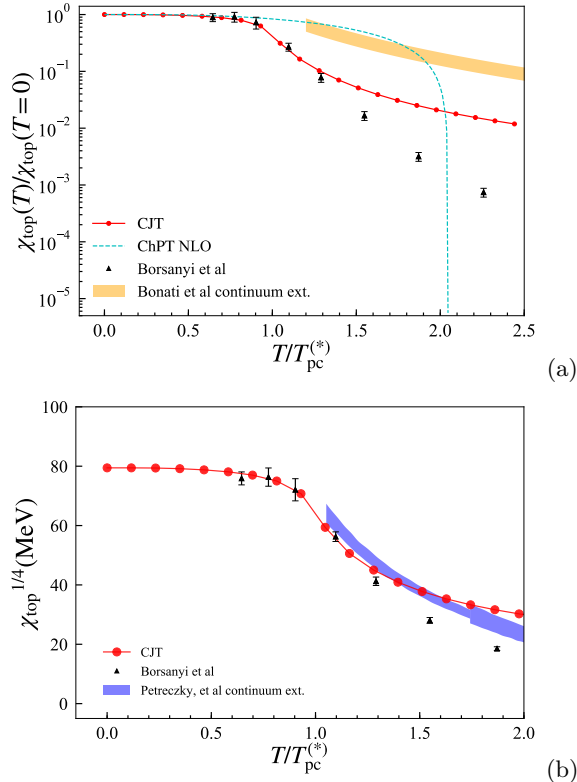 10^0
10^{-1}
10^{-2}
10^{-3}
10^{-4}
10^{-5}
χ_top(T)/χ_top(T = 0)
CJT
ChPT NLO
Borsanyi et al
Bonati et al continuum ext.
0.0 0.5 1.0 1.5 2.0 2.5
T/T_pc^(*)
(a)
100
80
60
40
20
0
χ_top^{1/4}(MeV)
CJT
Borsanyi et al
Petreczky, et al continuum ext.
0.0 0.5 1.0 1.5 2.0
T/T_pc^(*)
(b)